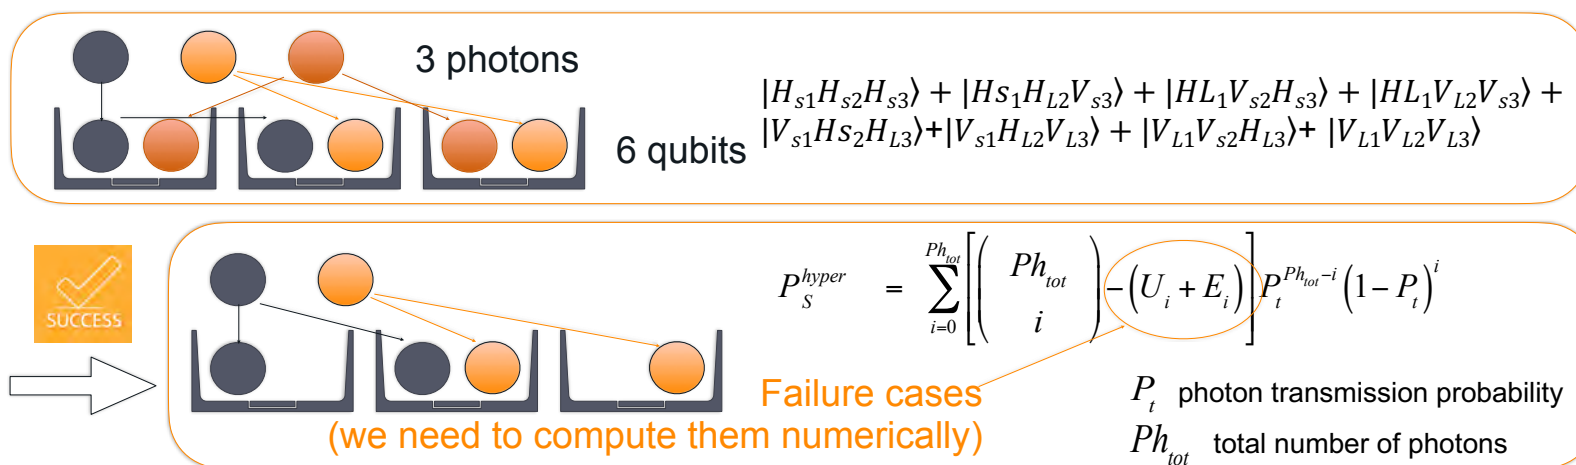 3 photons
6 qubits
|H_{s1}H_{s2}H_{s3}⟩ + |Hs_1H_{L2}V_{s3}⟩ + |HL_1V_{s2}H_{s3}⟩ + |HL_1V_{L2}V_{s3}⟩ +
|V_{s1}Hs_2H_{L3}⟩+|V_{s1}H_{L2}V_{L3}⟩ + |V_{L1}V_{s2}H_{L3}⟩+ |V_{L1}V_{L2}V_{L3}⟩
SUCCESS
P_S^{hyper} = \sum_{i=0}^{Ph_{tot}} [ \binom{Ph_{tot}}{i} - (U_i + E_i) ] P_t^{Ph_{tot}-i} (1-P_t)^i
Failure cases
(we need to compute them numerically)
P_t photon transmission probability
Ph_{tot} total number of photons